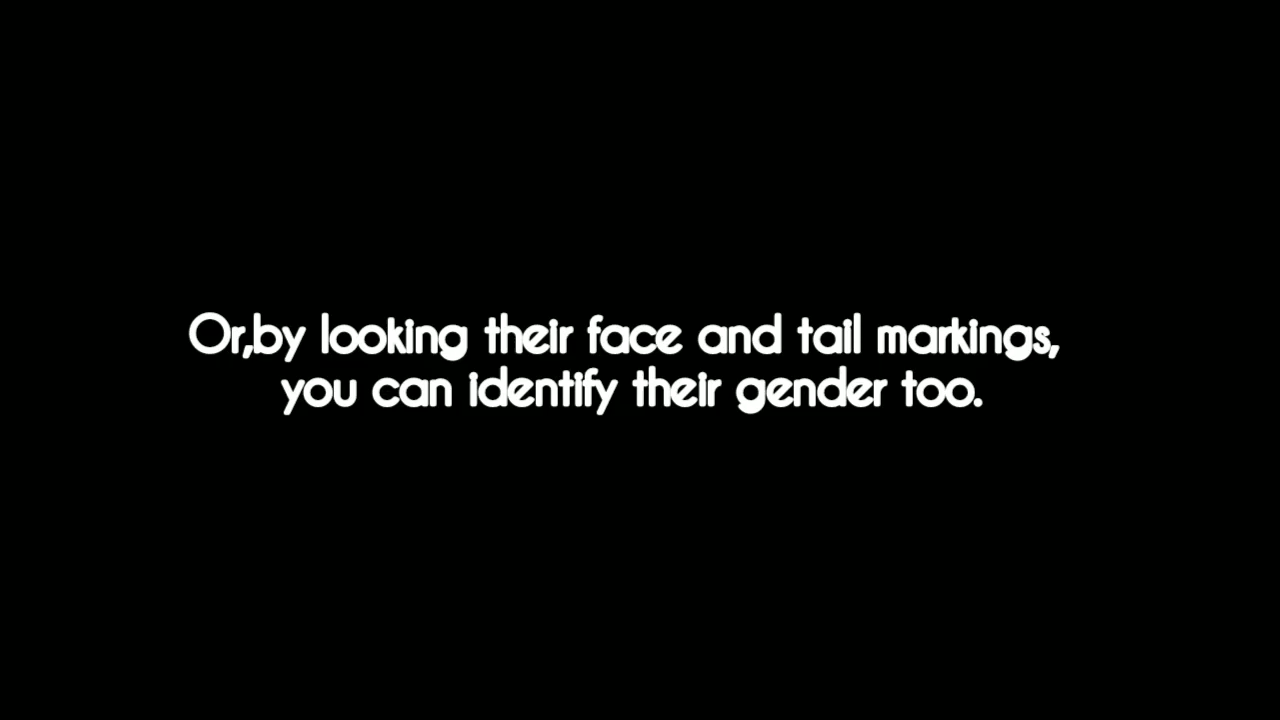 Or,by looking their face and tail markings,
you can identify their gender too.